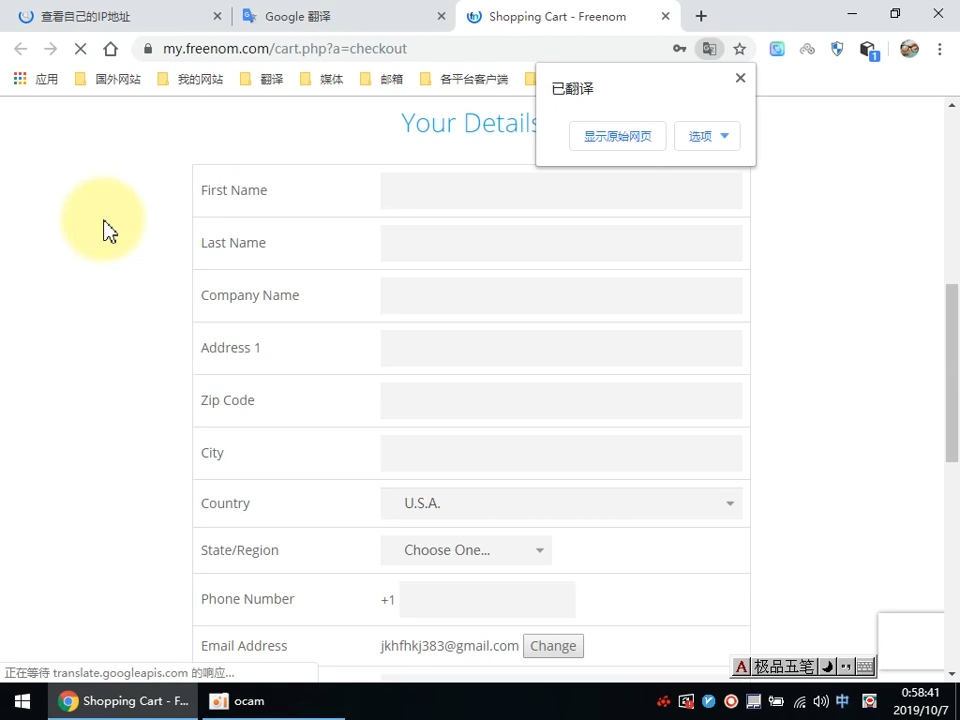 查看自己的IP地址
Google 翻译
Shopping Cart - Freenom
my.freenom.com/cart.php?a=checkout
应用
国外网站
我的网站
翻译
媒体
邮箱
各平台客户端
1
已翻译
显示原始网页
选项
Your Details
First Name
Last Name
Company Name
Address 1
Zip Code
City
Country
U.S.A.
State/Region
Choose One...
Phone Number
+1
Email Address
jkhfhkj383@gmail.com
Change
正在等待 translate.googleapis.com 的响应...
A 极品五笔
Shopping Cart - F...
ocam
中
0:58:41
2019/10/7